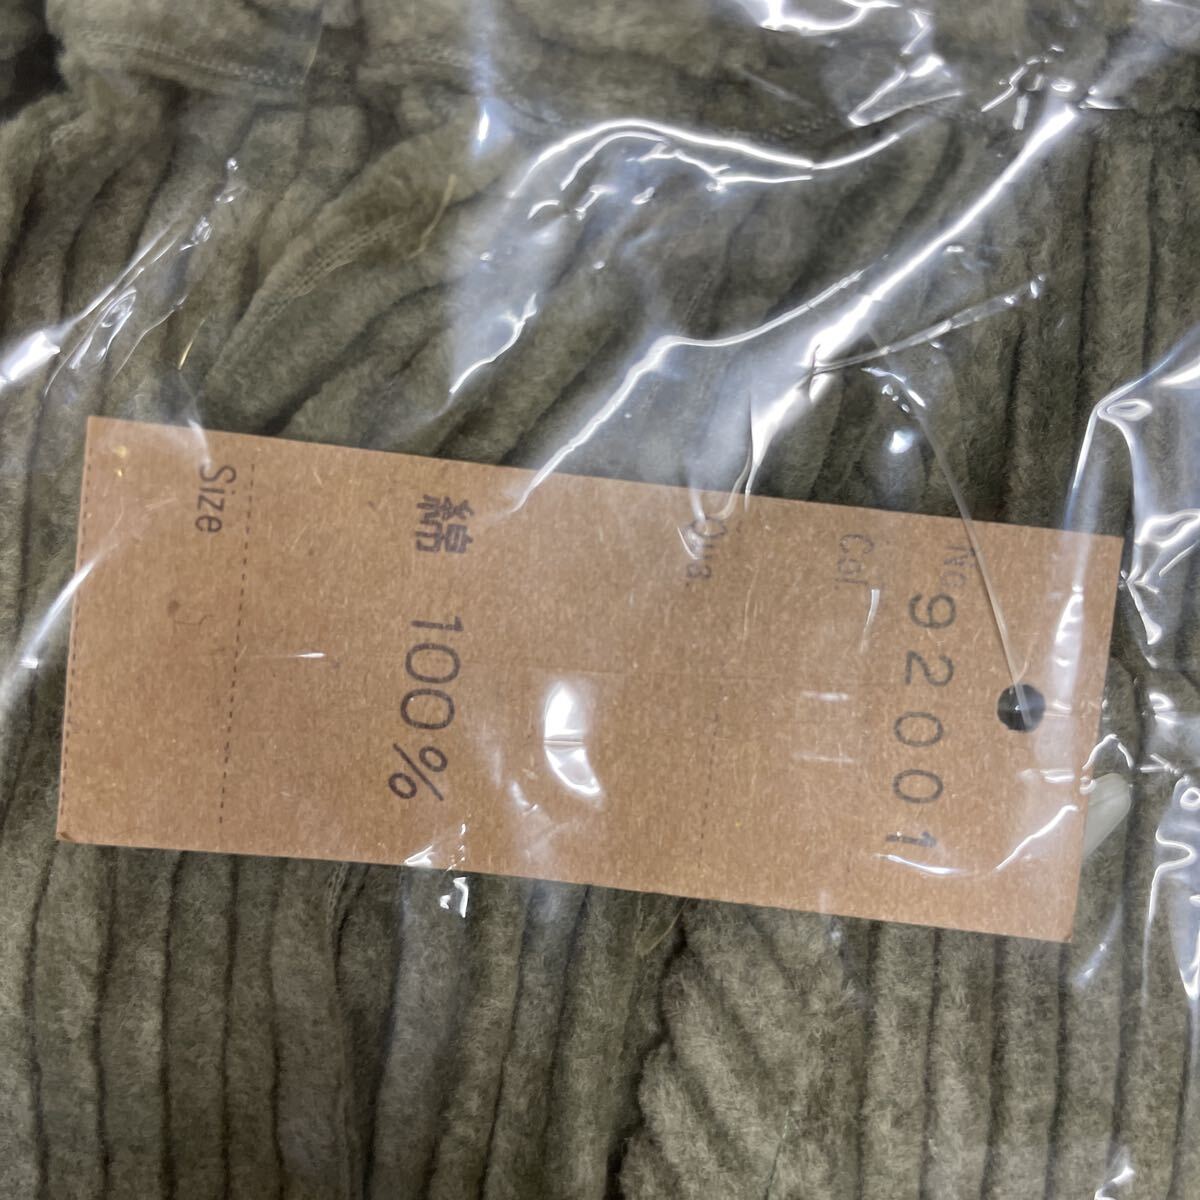 No. 92001
Col
Qua.
綿 100%
Size